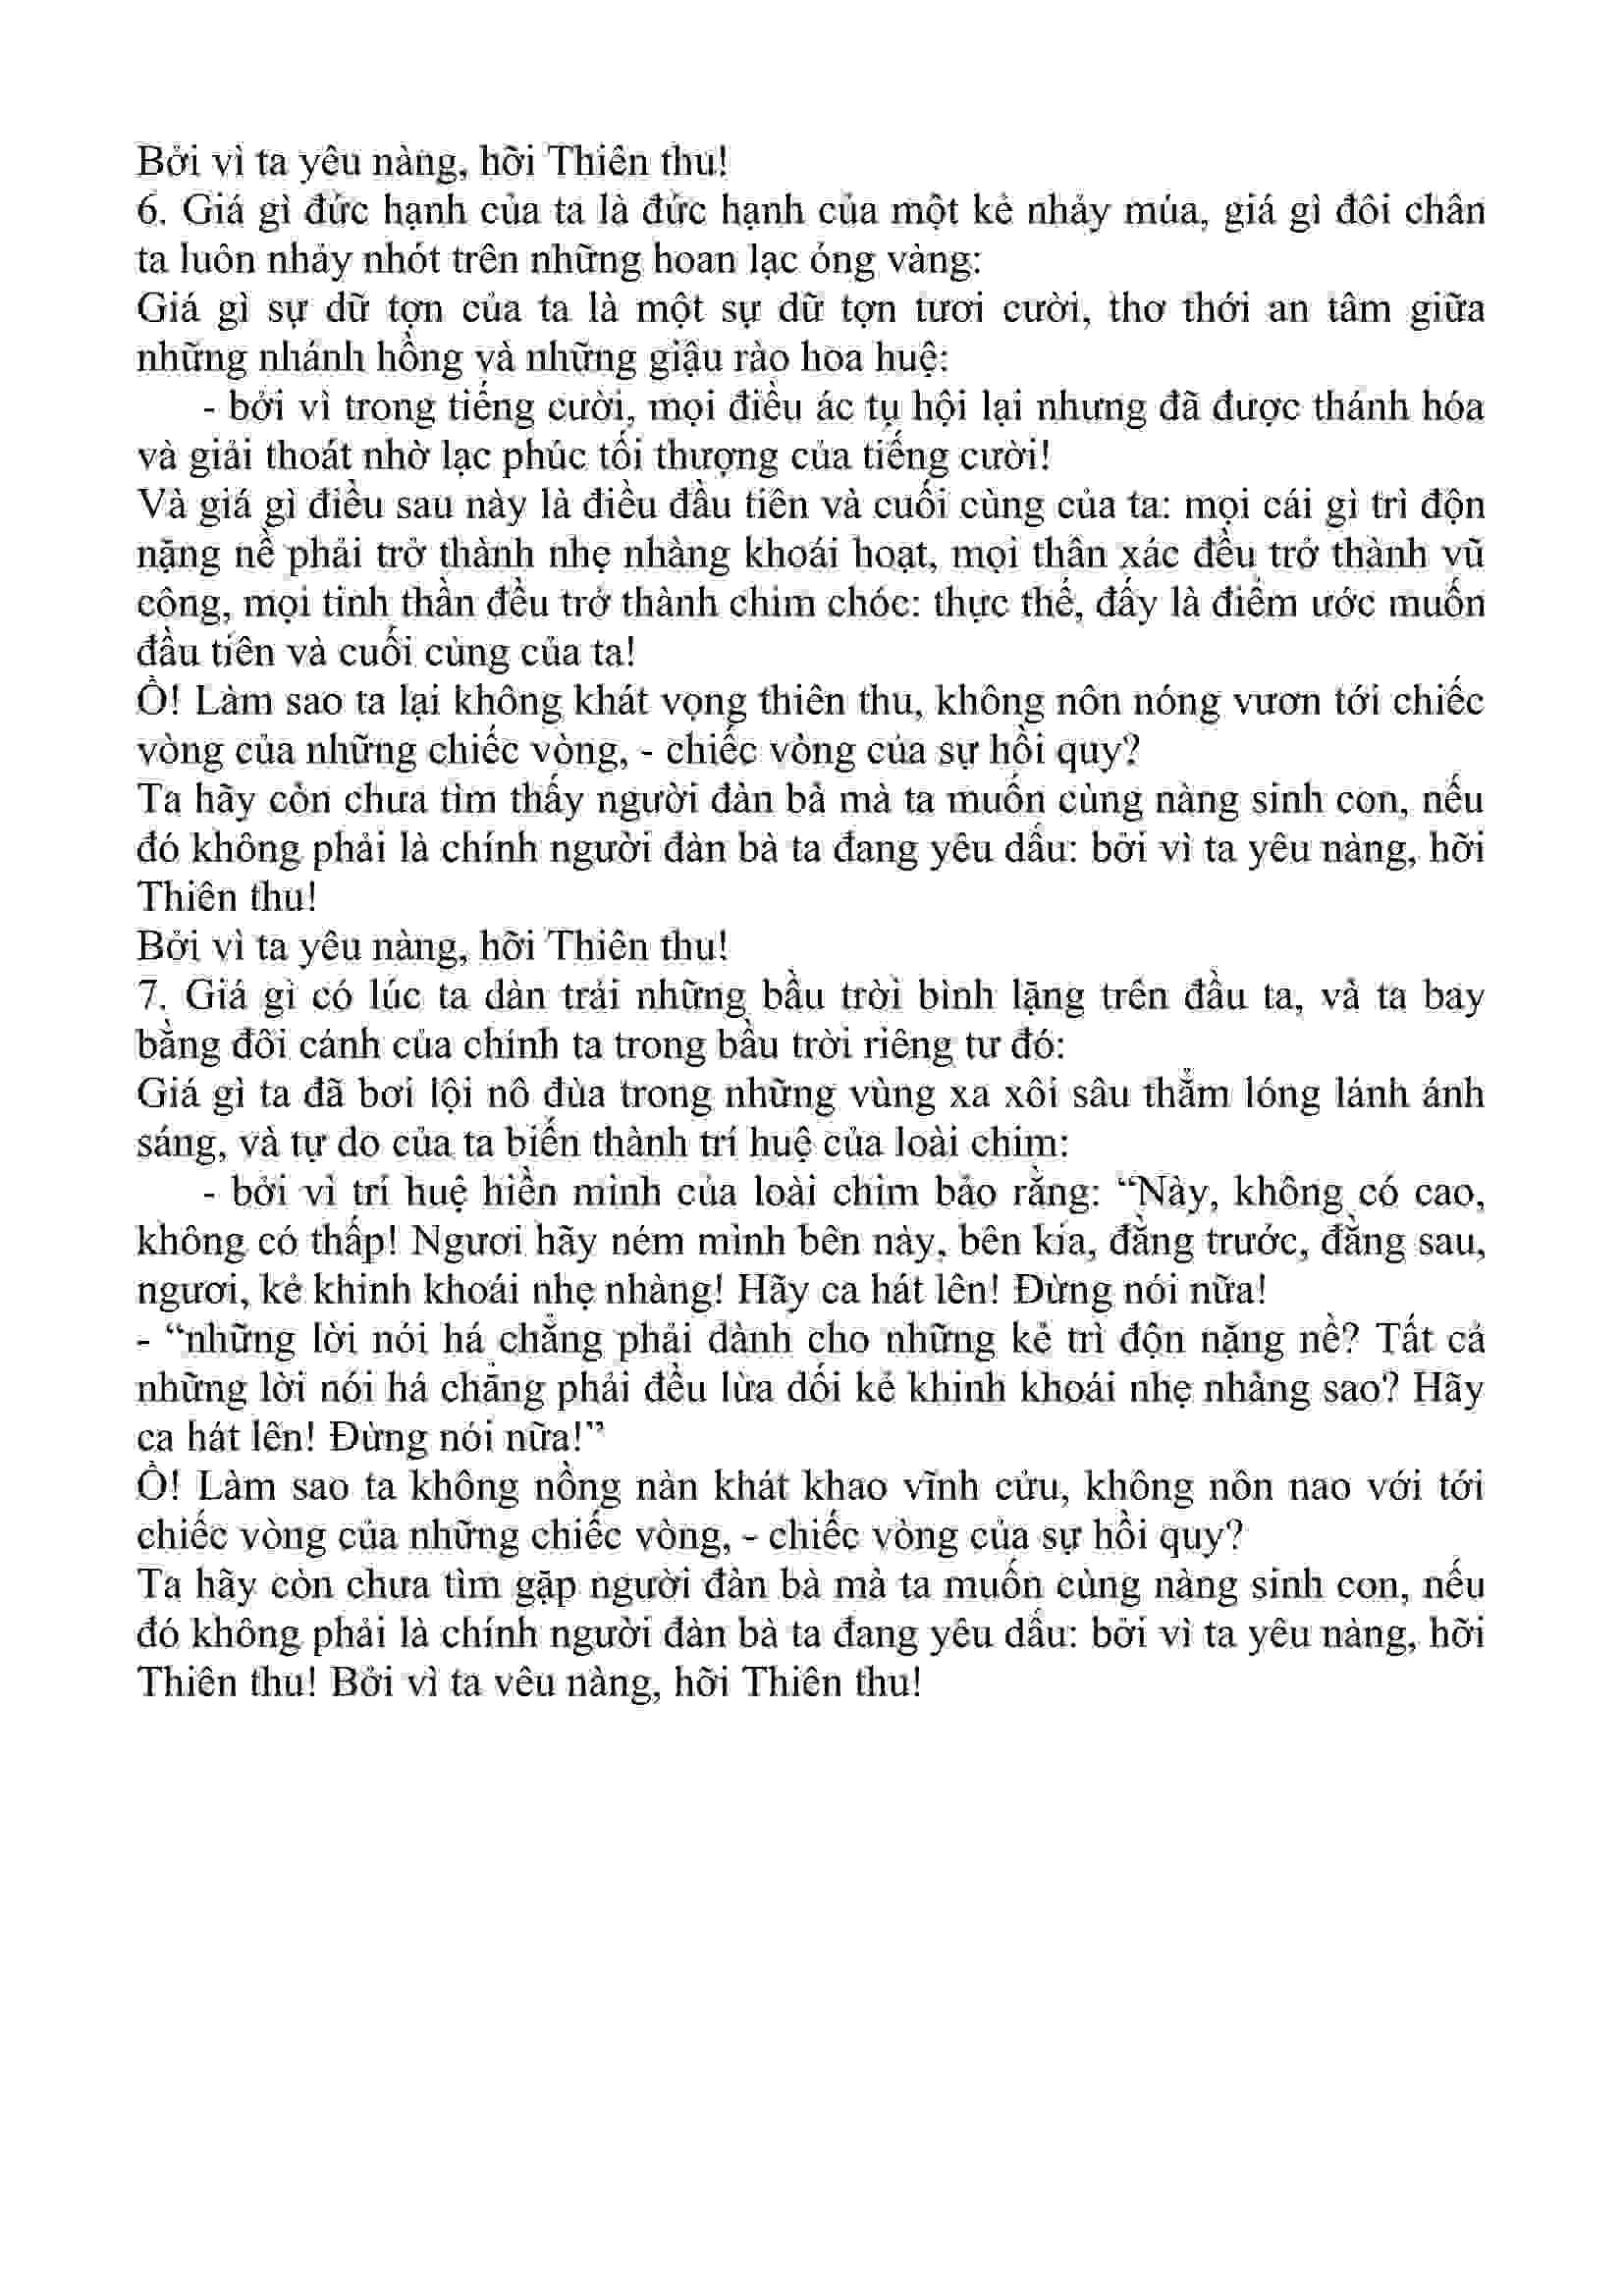 Bởi vì ta yêu nàng, hỡi Thiên thu!
6. Giá gì đức hạnh của ta là đức hạnh của một kẻ nhảy múa, giá gì đôi chân
ta luôn nhảy nhót trên những hoan lạc óng vàng:
Giá gì sự dữ tợn của ta là một sự dữ tợn tươi cười, thơ thới an tâm giữa
những nhánh hồng và những giậu rào hoa huệ:
- bởi vì trong tiếng cười, mọi điều ác tụ hội lại nhưng đã được thánh hóa
và giải thoát nhờ lạc phúc tối thượng của tiếng cười!
Và giá gì điều sau này là điều đầu tiên và cuối cùng của ta: mọi cái gì trì độn
nặng nề phải trở thành nhẹ nhàng khoái hoạt, mọi thân xác đều trở thành vũ
công, mọi tinh thần đều trở thành chim chóc: thực thế, đấy là điểm ước muốn
đầu tiên và cuối cùng của ta!
Ồ! Làm sao ta lại không khát vọng thiên thu, không nôn nóng vươn tới chiếc
vòng của những chiếc vòng, - chiếc vòng của sự hồi quy?
Ta hãy còn chưa tìm thấy người đàn bà mà ta muốn cùng nàng sinh con, nếu
đó không phải là chính người đàn bà ta đang yêu dấu: bởi vì ta yêu nàng, hỡi
Thiên thu!
Bởi vì ta yêu nàng, hỡi Thiên thu!
7. Giá gì có lúc ta dàn trải những bầu trời bình lặng trên đầu ta, và ta bay
bằng đôi cánh của chính ta trong bầu trời riêng tư đó:
Giá gì ta đã bơi lội nô đùa trong những vùng xa xôi sâu thẳm lóng lánh ánh
sáng, và tự do của ta biến thành trí huệ của loài chim:
- bởi vì trí huệ hiền minh của loài chim bảo rằng: “Này, không có cao,
không có thấp! Ngươi hãy ném mình bên này, bên kia, đằng trước, đằng sau,
ngươi, kẻ khinh khoái nhẹ nhàng! Hãy ca hát lên! Đừng nói nữa!
- “những lời nói há chẳng phải dành cho những kẻ trì độn nặng nề? Tất cả
những lời nói há chẳng phải đều lừa dối kẻ khinh khoái nhẹ nhàng sao? Hãy
ca hát lên! Đừng nói nữa!”
Ồ! Làm sao ta không nồng nàn khát khao vĩnh cửu, không nôn nao với tới
chiếc vòng của những chiếc vòng, - chiếc vòng của sự hồi quy?
Ta hãy còn chưa tìm gặp người đàn bà mà ta muốn cùng nàng sinh con, nếu
đó không phải là chính người đàn bà ta đang yêu dấu: bởi vì ta yêu nàng, hỡi
Thiên thu! Bởi vì ta yêu nàng, hỡi Thiên thu!